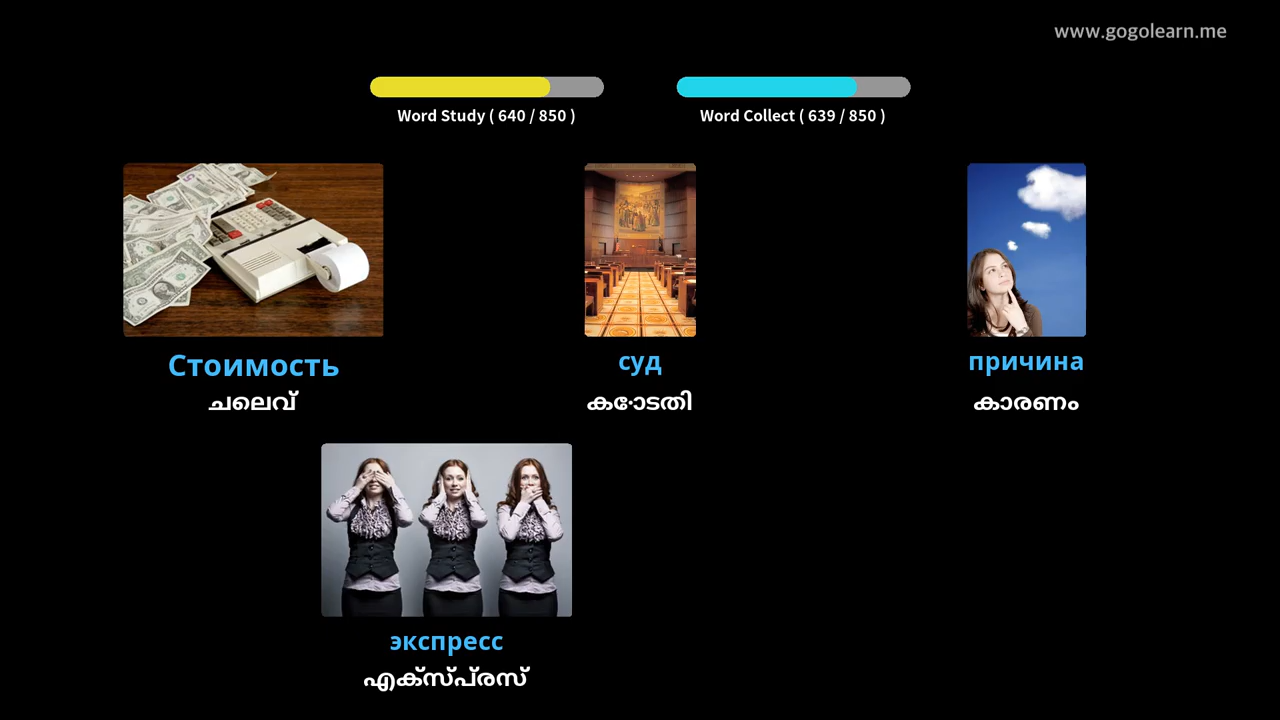 www.gogolearn.me
Word Study ( 640 / 850 )
Word Collect ( 639 / 850 )
Стоимость
ചലെവ്
суд
കോടതി
причина
കാരണം
экспресс
എക്സ്പ്രസ്